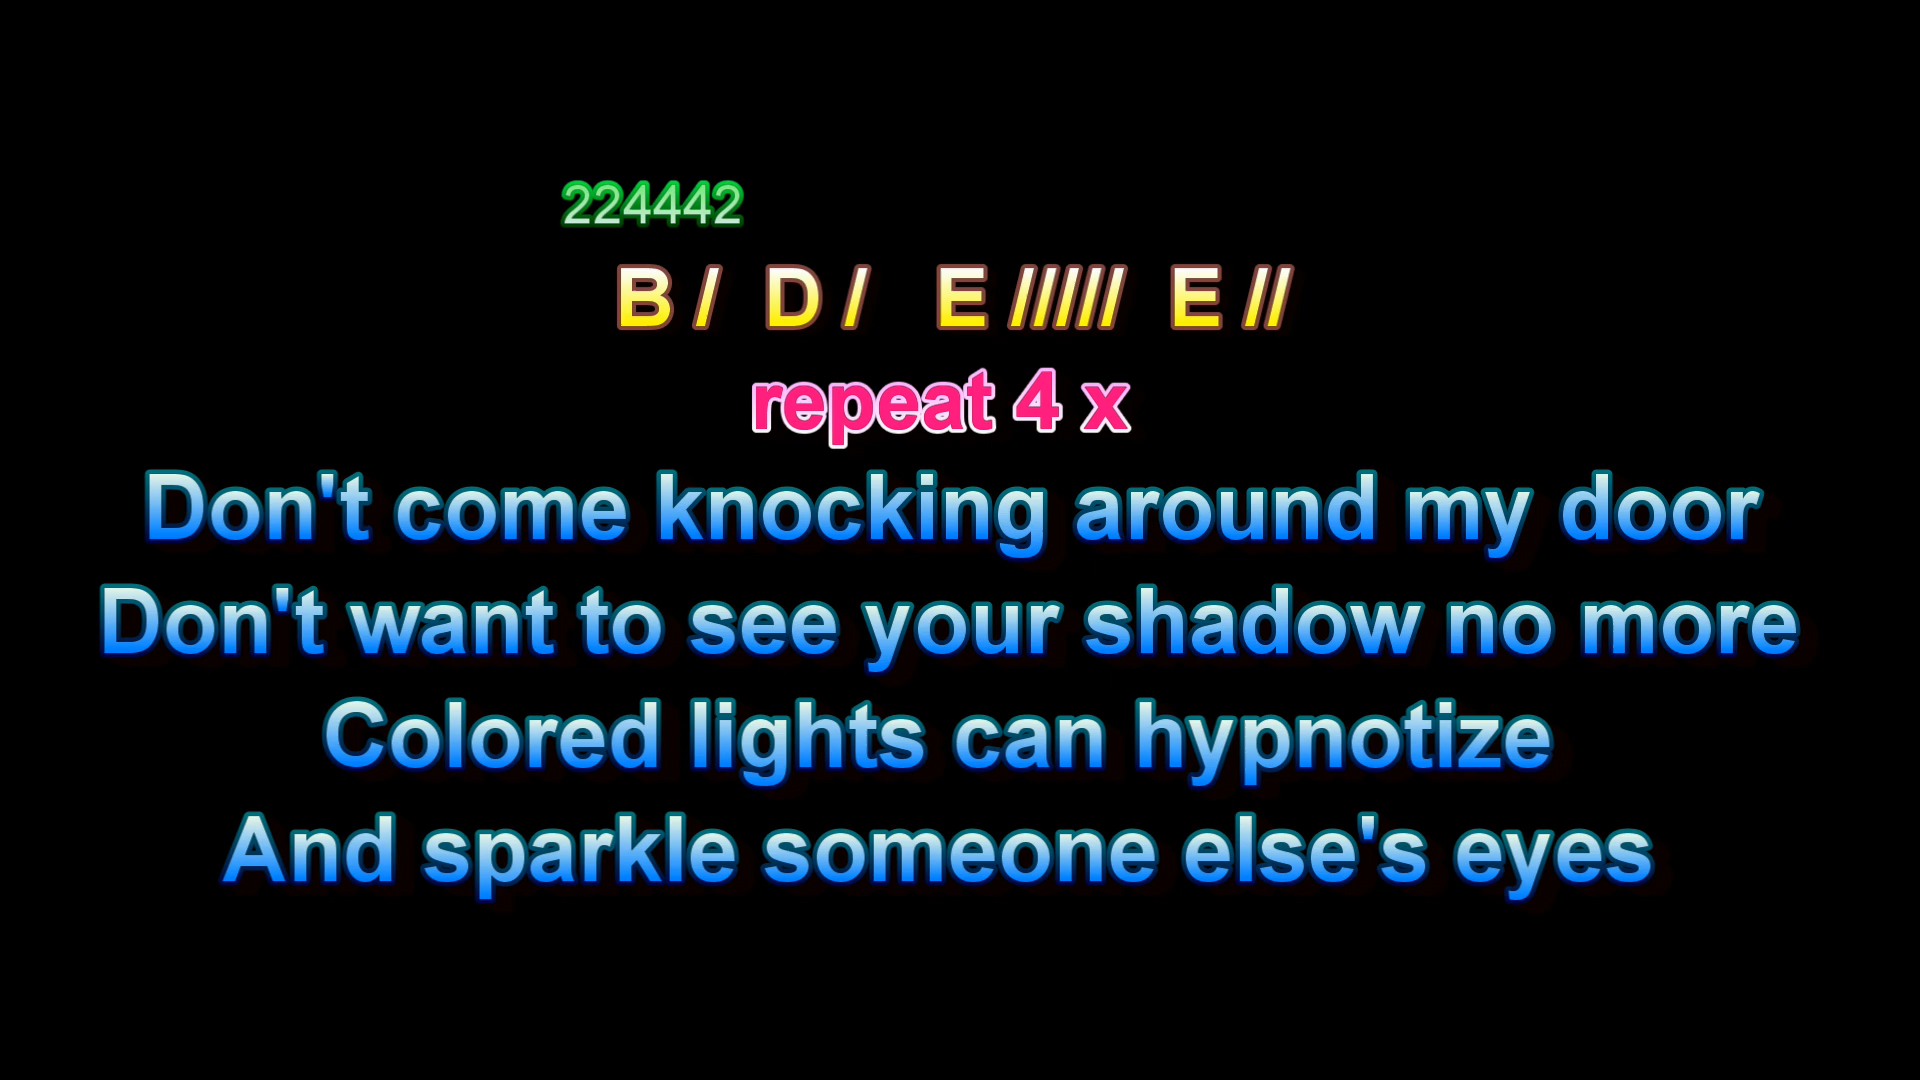 224442
B / D / E ///// E //
repeat 4 x
Don't come knocking around my door
Don't want to see your shadow no more
Colored lights can hypnotize
And sparkle someone else's eyes